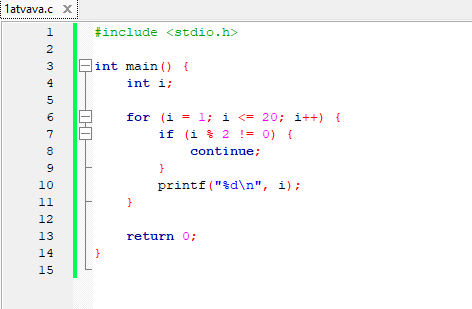 1atvava.c X
1 #include <stdio.h>
2
3 int main() {
4     int i;
5
6     for (i = 1; i <= 20; i++) {
7         if (i % 2 != 0) {
8             continue;
9         }
10         printf("%d\n", i);
11     }
12
13     return 0;
14 }
15